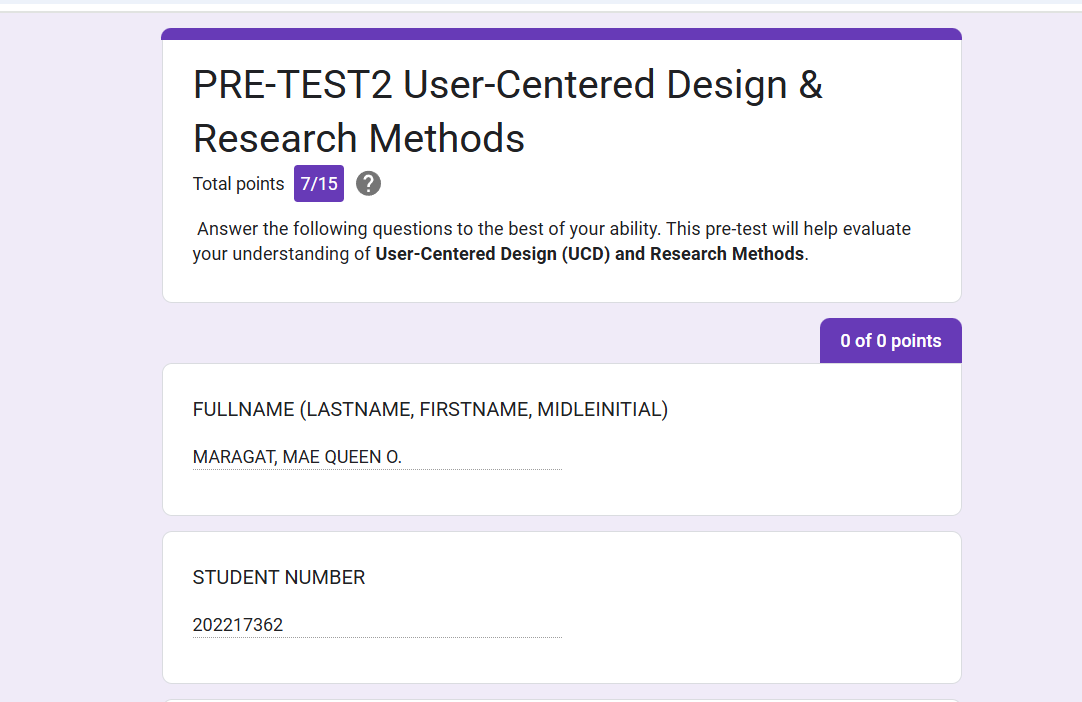 PRE-TEST2 User-Centered Design &
Research Methods
Total points 7/15 ?
Answer the following questions to the best of your ability. This pre-test will help evaluate
your understanding of User-Centered Design (UCD) and Research Methods.
0 of 0 points
FULLNAME (LASTNAME, FIRSTNAME, MIDLEINITIAL)
MARAGAT, MAE QUEEN O.
STUDENT NUMBER
202217362